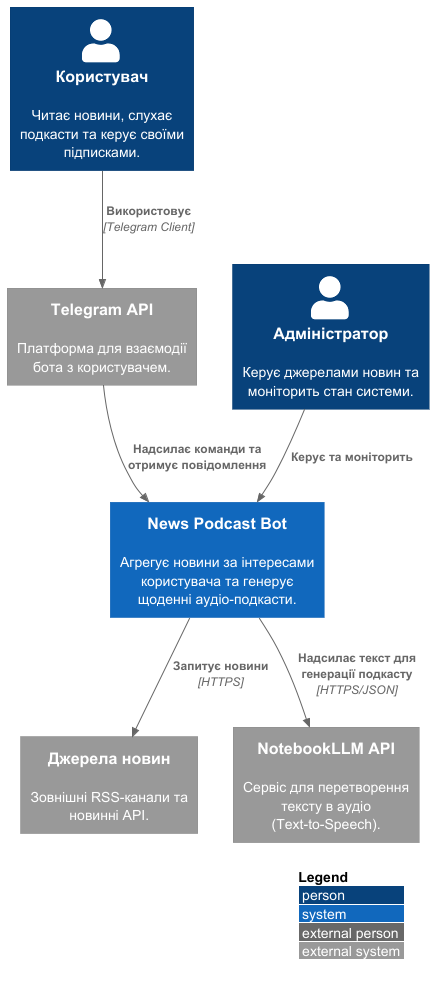 Користувач
Читає новини, слухає
подкасти та керує своїми
підписками.
Використовує
[Telegram Client]
Telegram API
Платформа для взаємодії
бота з користувачем.
Адміністратор
Керує джерелами новин та
моніторить стан системи.
Надсилає команди та
отримує повідомлення
Керує та моніторить
News Podcast Bot
Агрегує новини за інтересами
користувача та генерує
щоденні аудіо-подкасти.
Запитує новини
[HTTPS]
Надсилає текст для
генерації подкасту
[HTTPS/JSON]
Джерела новин
Зовнішні RSS-канали та
новинні API.
NotebookLLM API
Сервіс для перетворення
тексту в аудіо
(Text-to-Speech).
Legend
person
system
external person
external system